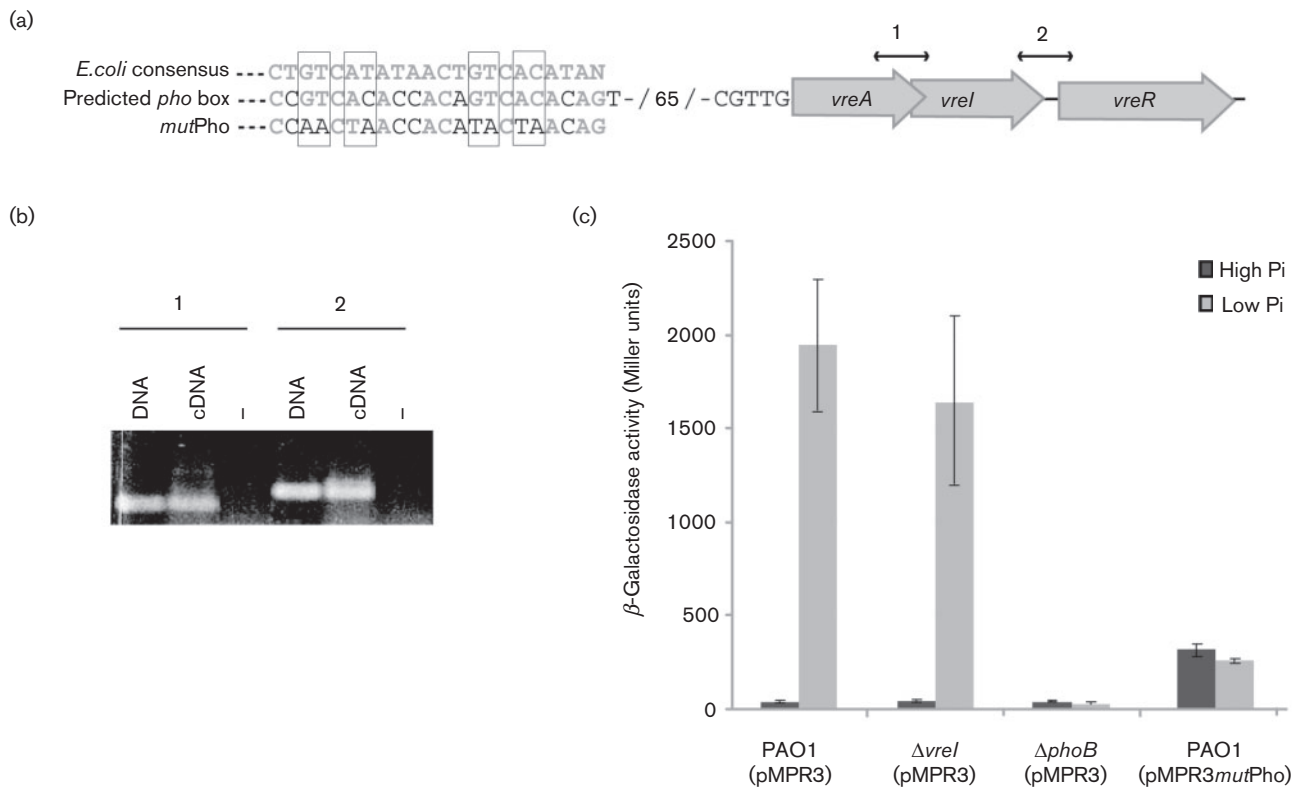 (a)
1 2
E.coli consensus ---CTGTCATATAACTGTCACATAN
Predicted pho box ---CCGTCACACCACAGTCACACAGT-/ 65 /-CGTTG vreA vreI vreR
mutPho ---CCAACTAACCACATACTAACAG
(b)
1 2
DNA cDNA – DNA cDNA –
(c)
β-Galactosidase activity (Miller units)
2500
2000
1500
1000
500
0
High Pi
Low Pi
PAO1 ΔvreI ΔphoB PAO1
(pMPR3) (pMPR3) (pMPR3) (pMPR3mutPho)